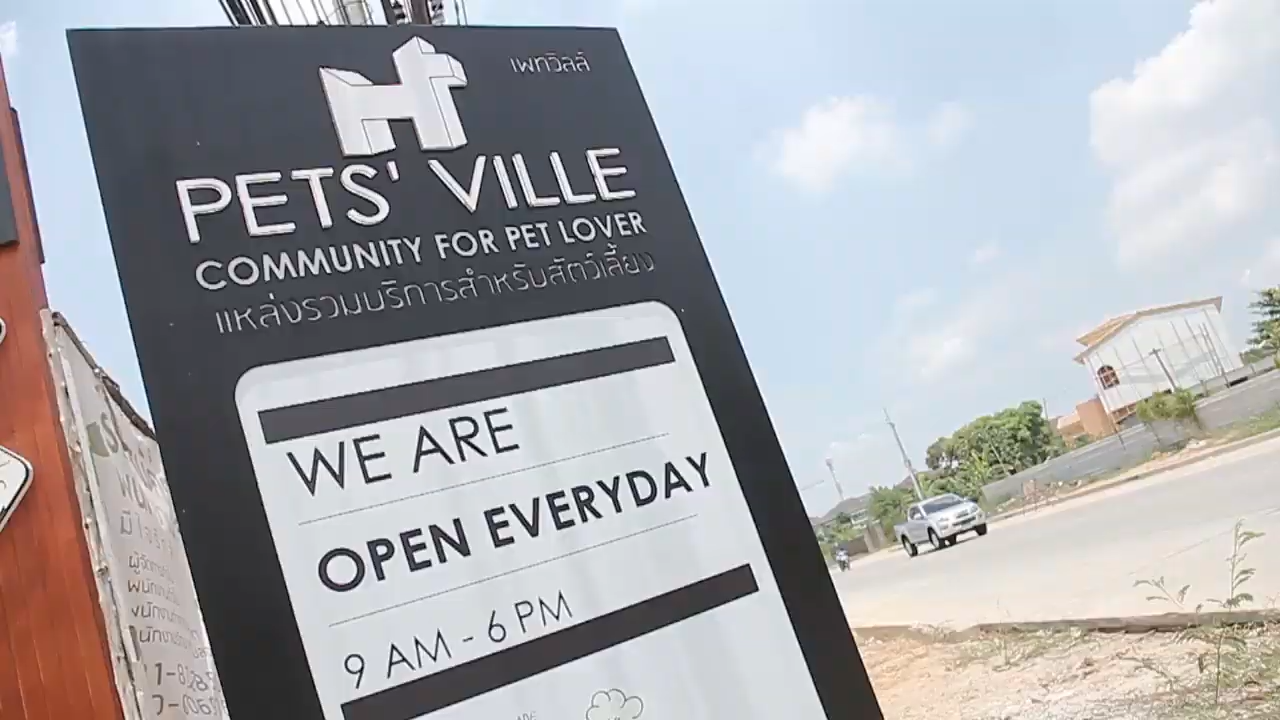 เพทวิลล์
PETS' VILLE
COMMUNITY FOR PET LOVER
แหล่งรวมบริการสำหรับสัตว์เลี้ยง
WE ARE
OPEN EVERYDAY
9 AM - 6 PM